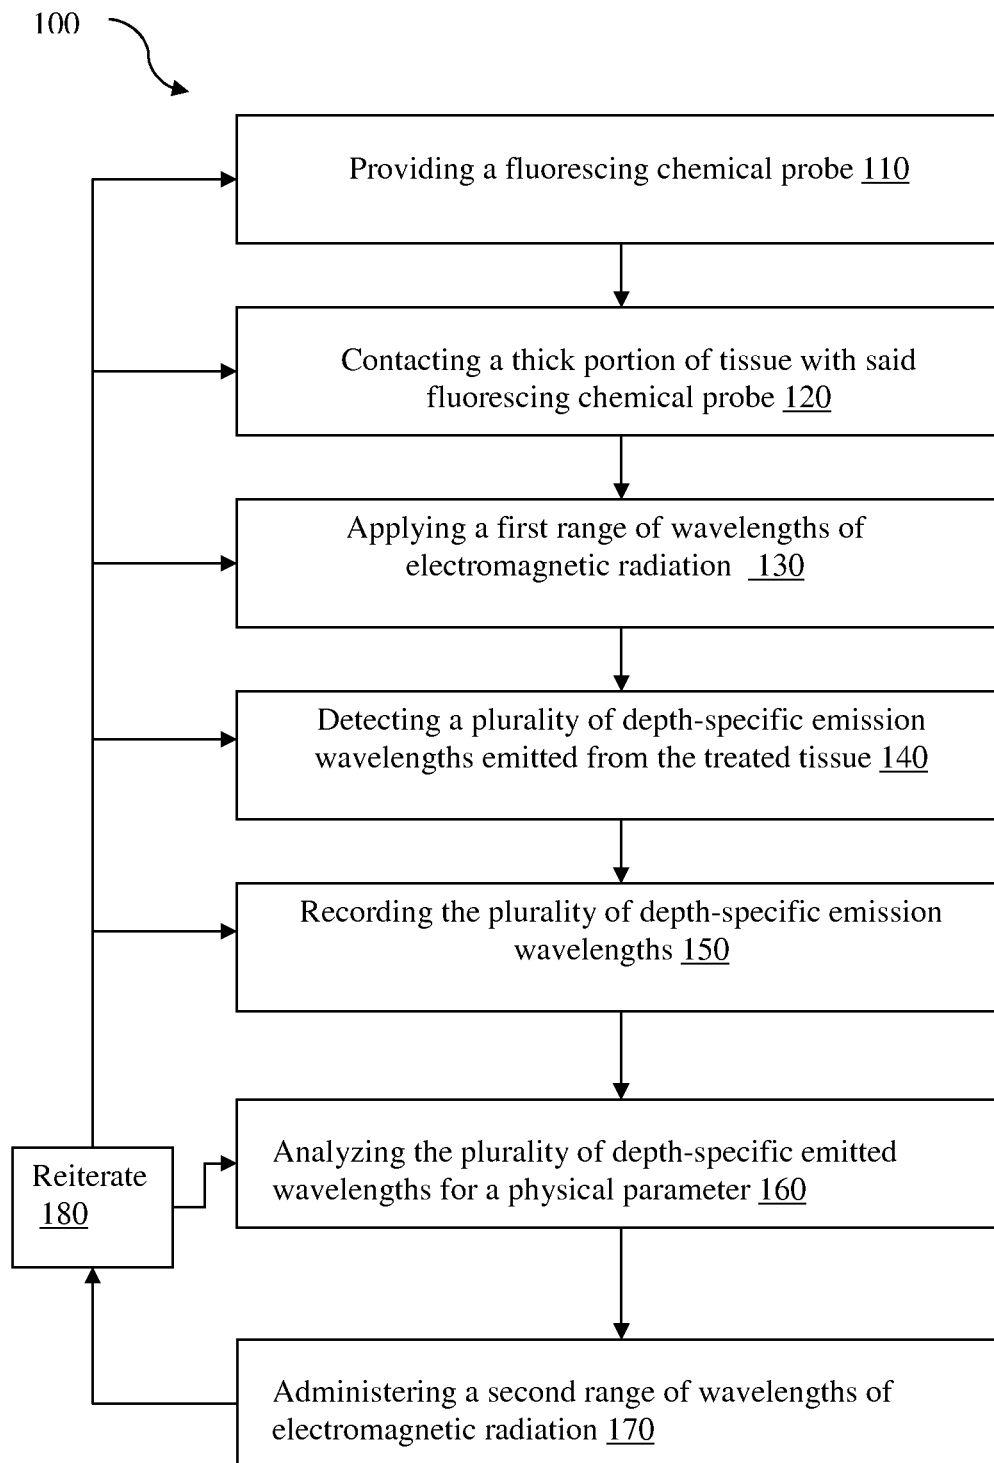 100
Providing a fluorescing chemical probe 110
Contacting a thick portion of tissue with said
fluorescing chemical probe 120
Applying a first range of wavelengths of
electromagnetic radiation 130
Detecting a plurality of depth-specific emission
wavelengths emitted from the treated tissue 140
Recording the plurality of depth-specific emission
wavelengths 150
Analyzing the plurality of depth-specific emitted
wavelengths for a physical parameter 160
Reiterate
180
Administering a second range of wavelengths of
electromagnetic radiation 170